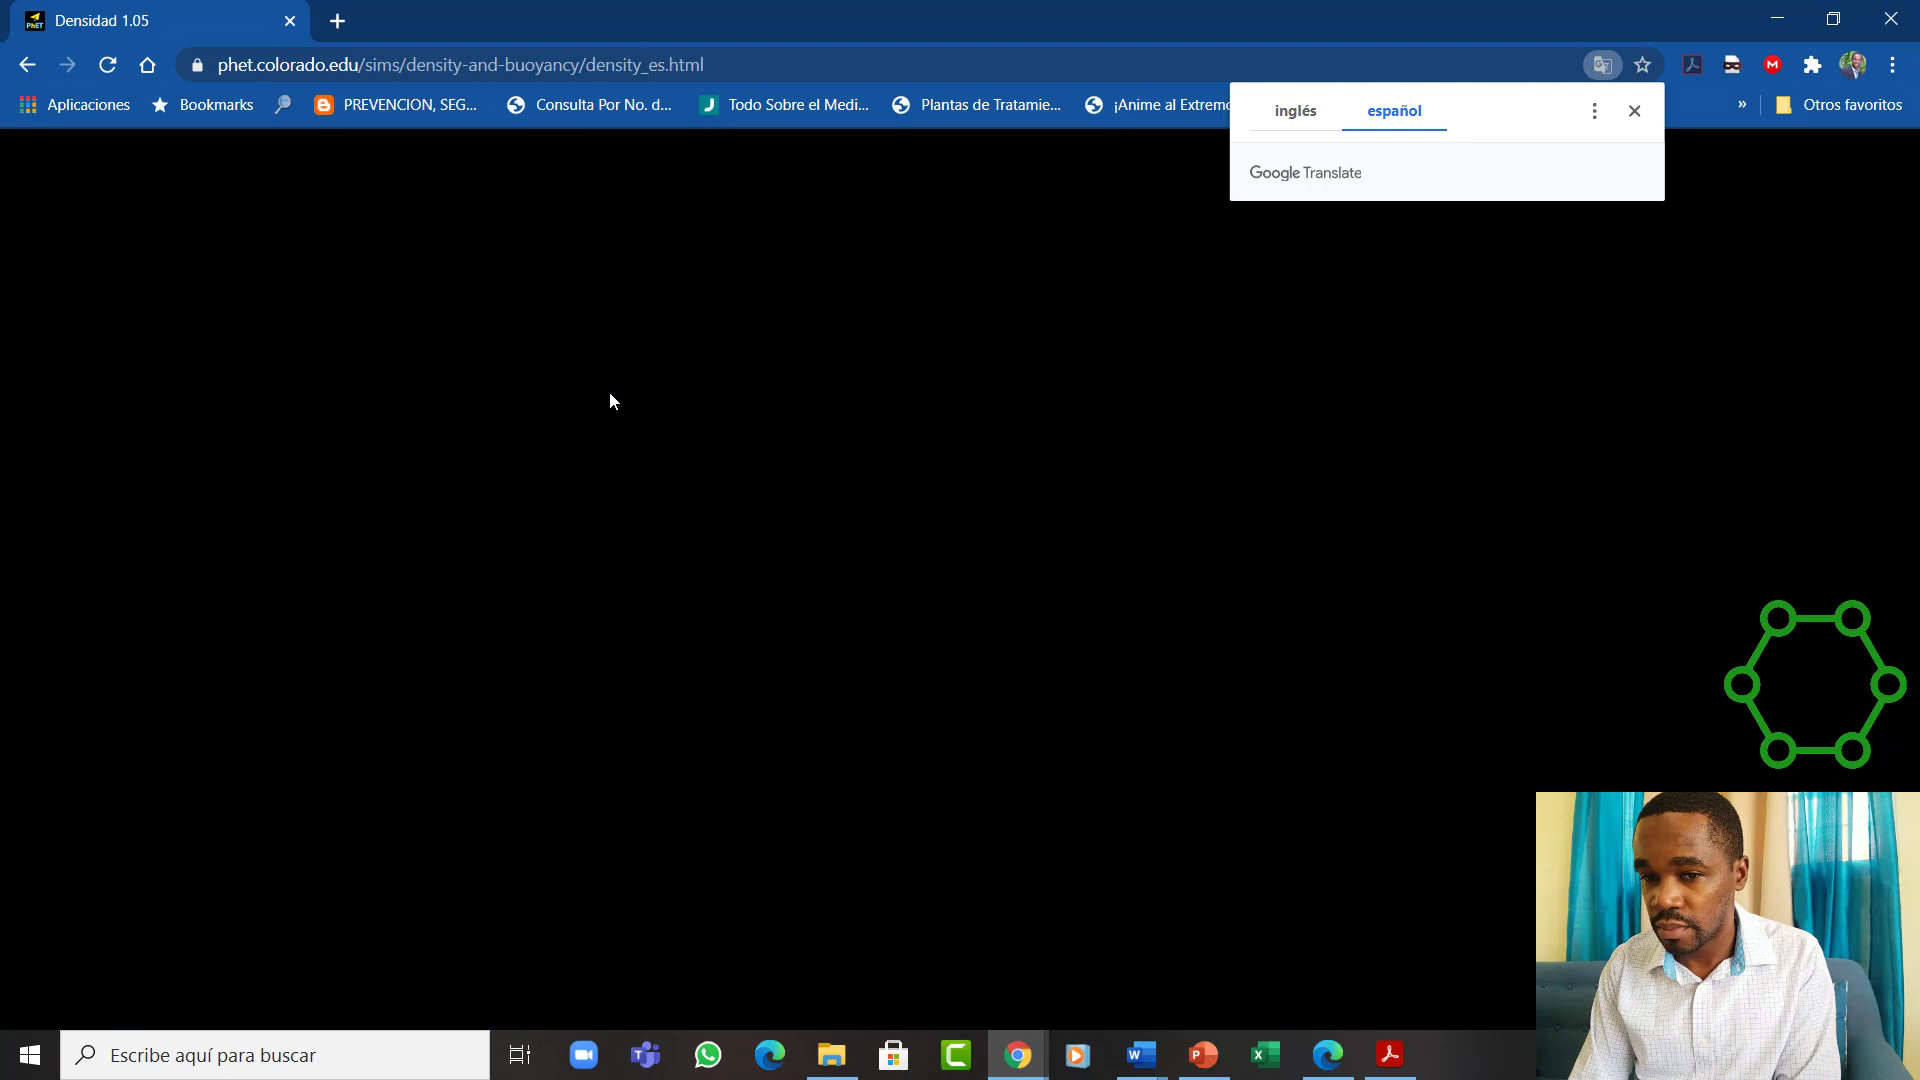 Densidad 1.05
phet.colorado.edu/sims/density-and-buoyancy/density_es.html
Aplicaciones
Bookmarks
PREVENCION, SEG...
Consulta Por No. d...
Todo Sobre el Medi...
Plantas de Tratamie...
¡Anime al Extremo
»
Otros favoritos
inglés
español
Google Translate
Escribe aquí para buscar